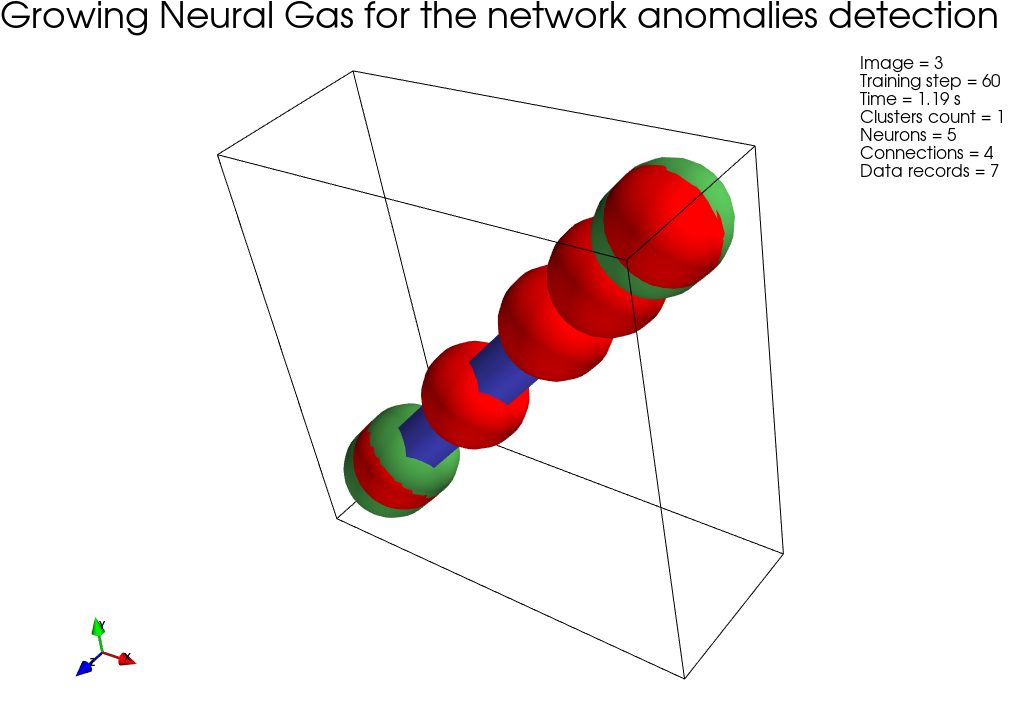 Growing Neural Gas for the network anomalies detection
Image = 3
Training step = 60
Time = 1.19 s
Clusters count = 1
Neurons = 5
Connections = 4
Data records = 7
Y
Z
X